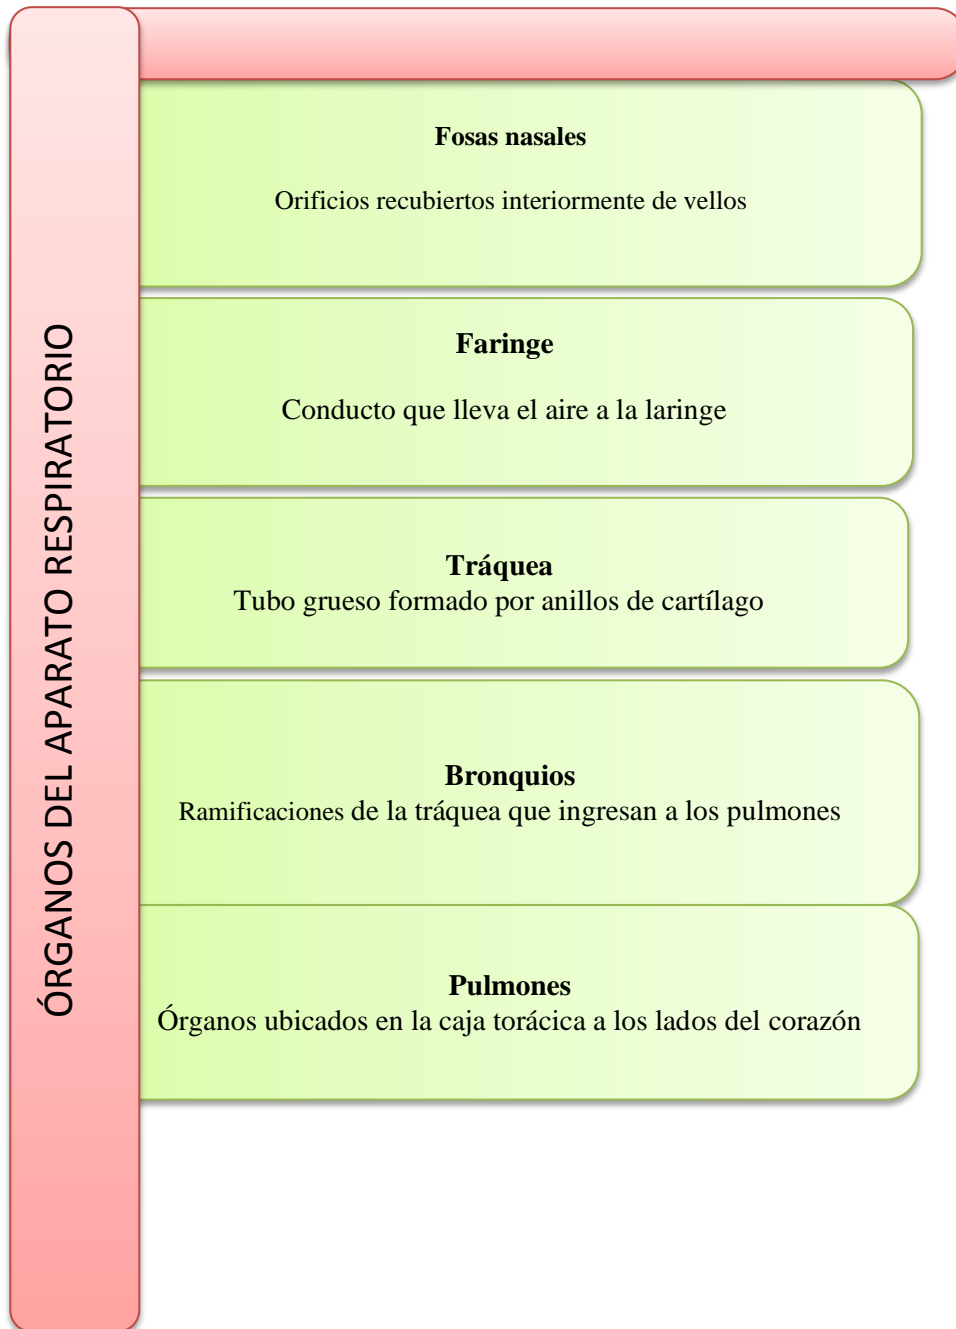 ÓRGANOS DEL APARATO RESPIRATORIO
Fosas nasales
Orificios recubiertos interiormente de vellos
Faringe
Conducto que lleva el aire a la laringe
Tráquea
Tubo grueso formado por anillos de cartílago
Bronquios
Ramificaciones de la tráquea que ingresan a los pulmones
Pulmones
Órganos ubicados en la caja torácica a los lados del corazón